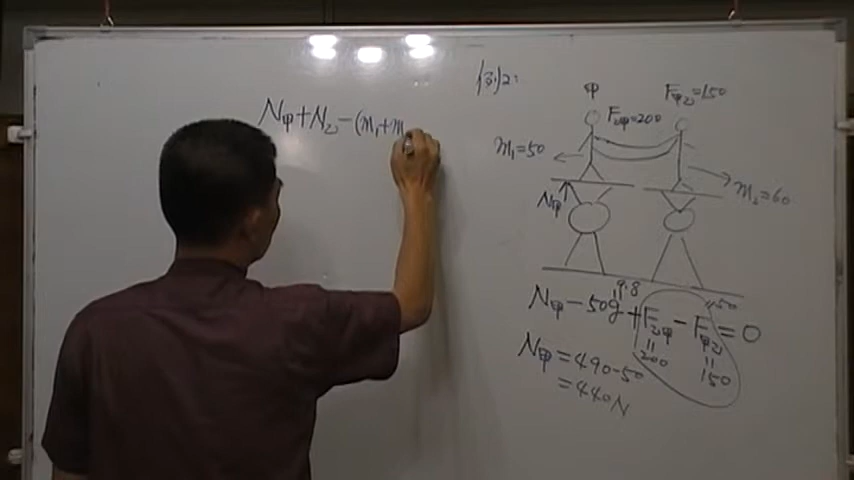 N甲+N乙-(m₁+m
例2:
甲
F甲乙=150
F乙甲=200
m₁=50
m₂=60
N甲
9.8
N甲-50g+F乙甲-F甲乙=0
200
150
N甲=490-50
=440N